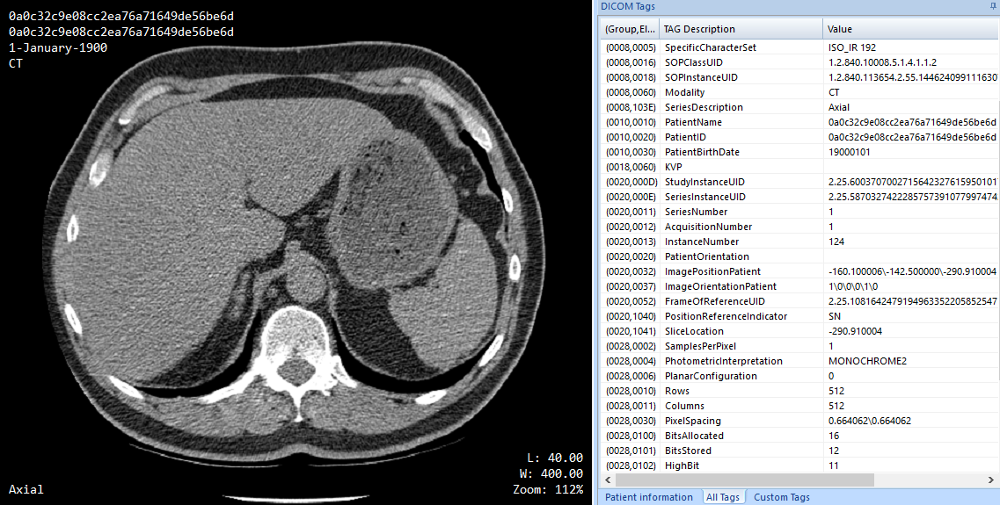 0a0c32c9e08cc2ea76a71649de56be6d
0a0c32c9e08cc2ea76a71649de56be6d
1-January-1900
CT
L: 40.00
W: 400.00
Zoom: 112%
Axial
DICOM Tags
(Group,El... TAG Description Value
(0008,0005) SpecificCharacterSet ISO_IR 192
(0008,0016) SOPClassUID 1.2.840.10008.5.1.4.1.1.2
(0008,0018) SOPInstanceUID 1.2.840.113654.2.55.144624099111630
(0008,0060) Modality CT
(0008,103E) SeriesDescription Axial
(0010,0010) PatientName 0a0c32c9e08cc2ea76a71649de56be6d
(0010,0020) PatientID 0a0c32c9e08cc2ea76a71649de56be6d
(0010,0030) PatientBirthDate 19000101
(0018,0060) KVP
(0020,000D) StudyInstanceUID 2.25.600370700271564232761595010​1
(0020,000E) SeriesInstanceUID 2.25.587032742228575739107799747​4
(0020,0011) SeriesNumber 1
(0020,0012) AcquisitionNumber 1
(0020,0013) InstanceNumber 124
(0020,0020) PatientOrientation
(0020,0032) ImagePositionPatient -160.100006\-142.500000\-290.910004
(0020,0037) ImageOrientationPatient 1\0\0\0\1\0
(0020,0052) FrameOfReferenceUID 2.25.1081642479194963352205852547
(0020,1040) PositionReferenceIndicator SN
(0020,1041) SliceLocation -290.910004
(0028,0002) SamplesPerPixel 1
(0028,0004) PhotometricInterpretation MONOCHROME2
(0028,0006) PlanarConfiguration 0
(0028,0010) Rows 512
(0028,0011) Columns 512
(0028,0030) PixelSpacing 0.664062\0.664062
(0028,0100) BitsAllocated 16
(0028,0101) BitsStored 12
(0028,0102) HighBit 11
Patient information All Tags Custom Tags